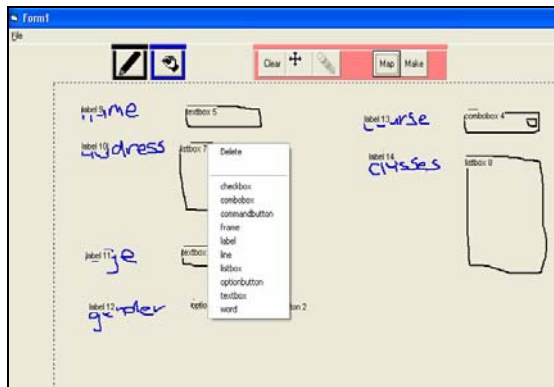 Form1
File
Clear Map Make
label 9 name textbox 5
label 13 course combobox 4
label 10 address listbox 7
label 14 classes listbox 8
Delete
checkbox
combobox
commandbutton
frame
label
line
listbox
optionbutton
textbox
word
label 11 age textbox
label 12 gender optio n 2